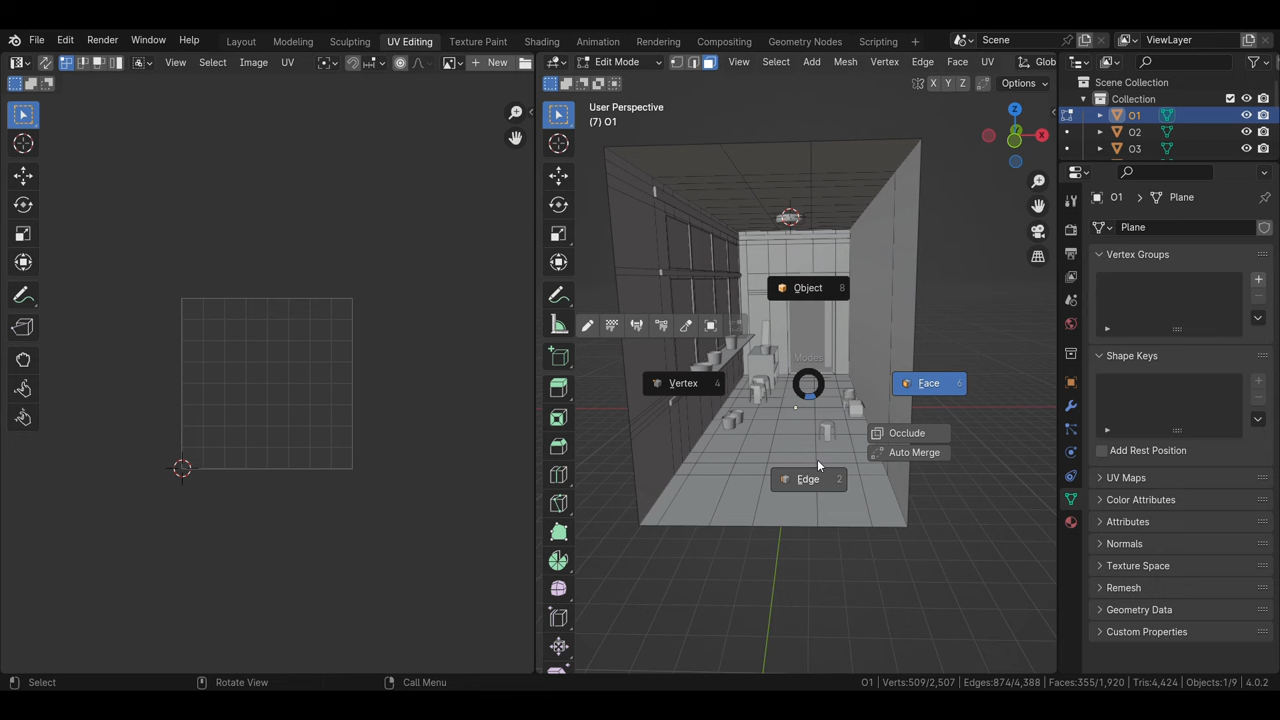 File Edit Render Window Help Layout Modeling Sculpting UV Editing Texture Paint Shading Animation Rendering Compositing Geometry Nodes Scripting Scene ViewLayer
View Select Image UV New Edit Mode View Select Add Mesh Vertex Edge Face UV Glob
X Y Z Options
Scene Collection
Collection
O1
O2
O3
User Perspective
(7) O1
Z
Y
X
O1 Plane
Plane
Vertex Groups
Shape Keys
Add Rest Position
UV Maps
Color Attributes
Attributes
Normals
Texture Space
Remesh
Geometry Data
Custom Properties
Object 8
Modes
Vertex 4
Face 6
Occlude
Auto Merge
Edge 2
Select Rotate View Call Menu O1 | Verts:509/2,507 | Edges:874/4,388 | Faces:355/1,920 | Tris:4,424 | Objects:1/9 | 4.0.2